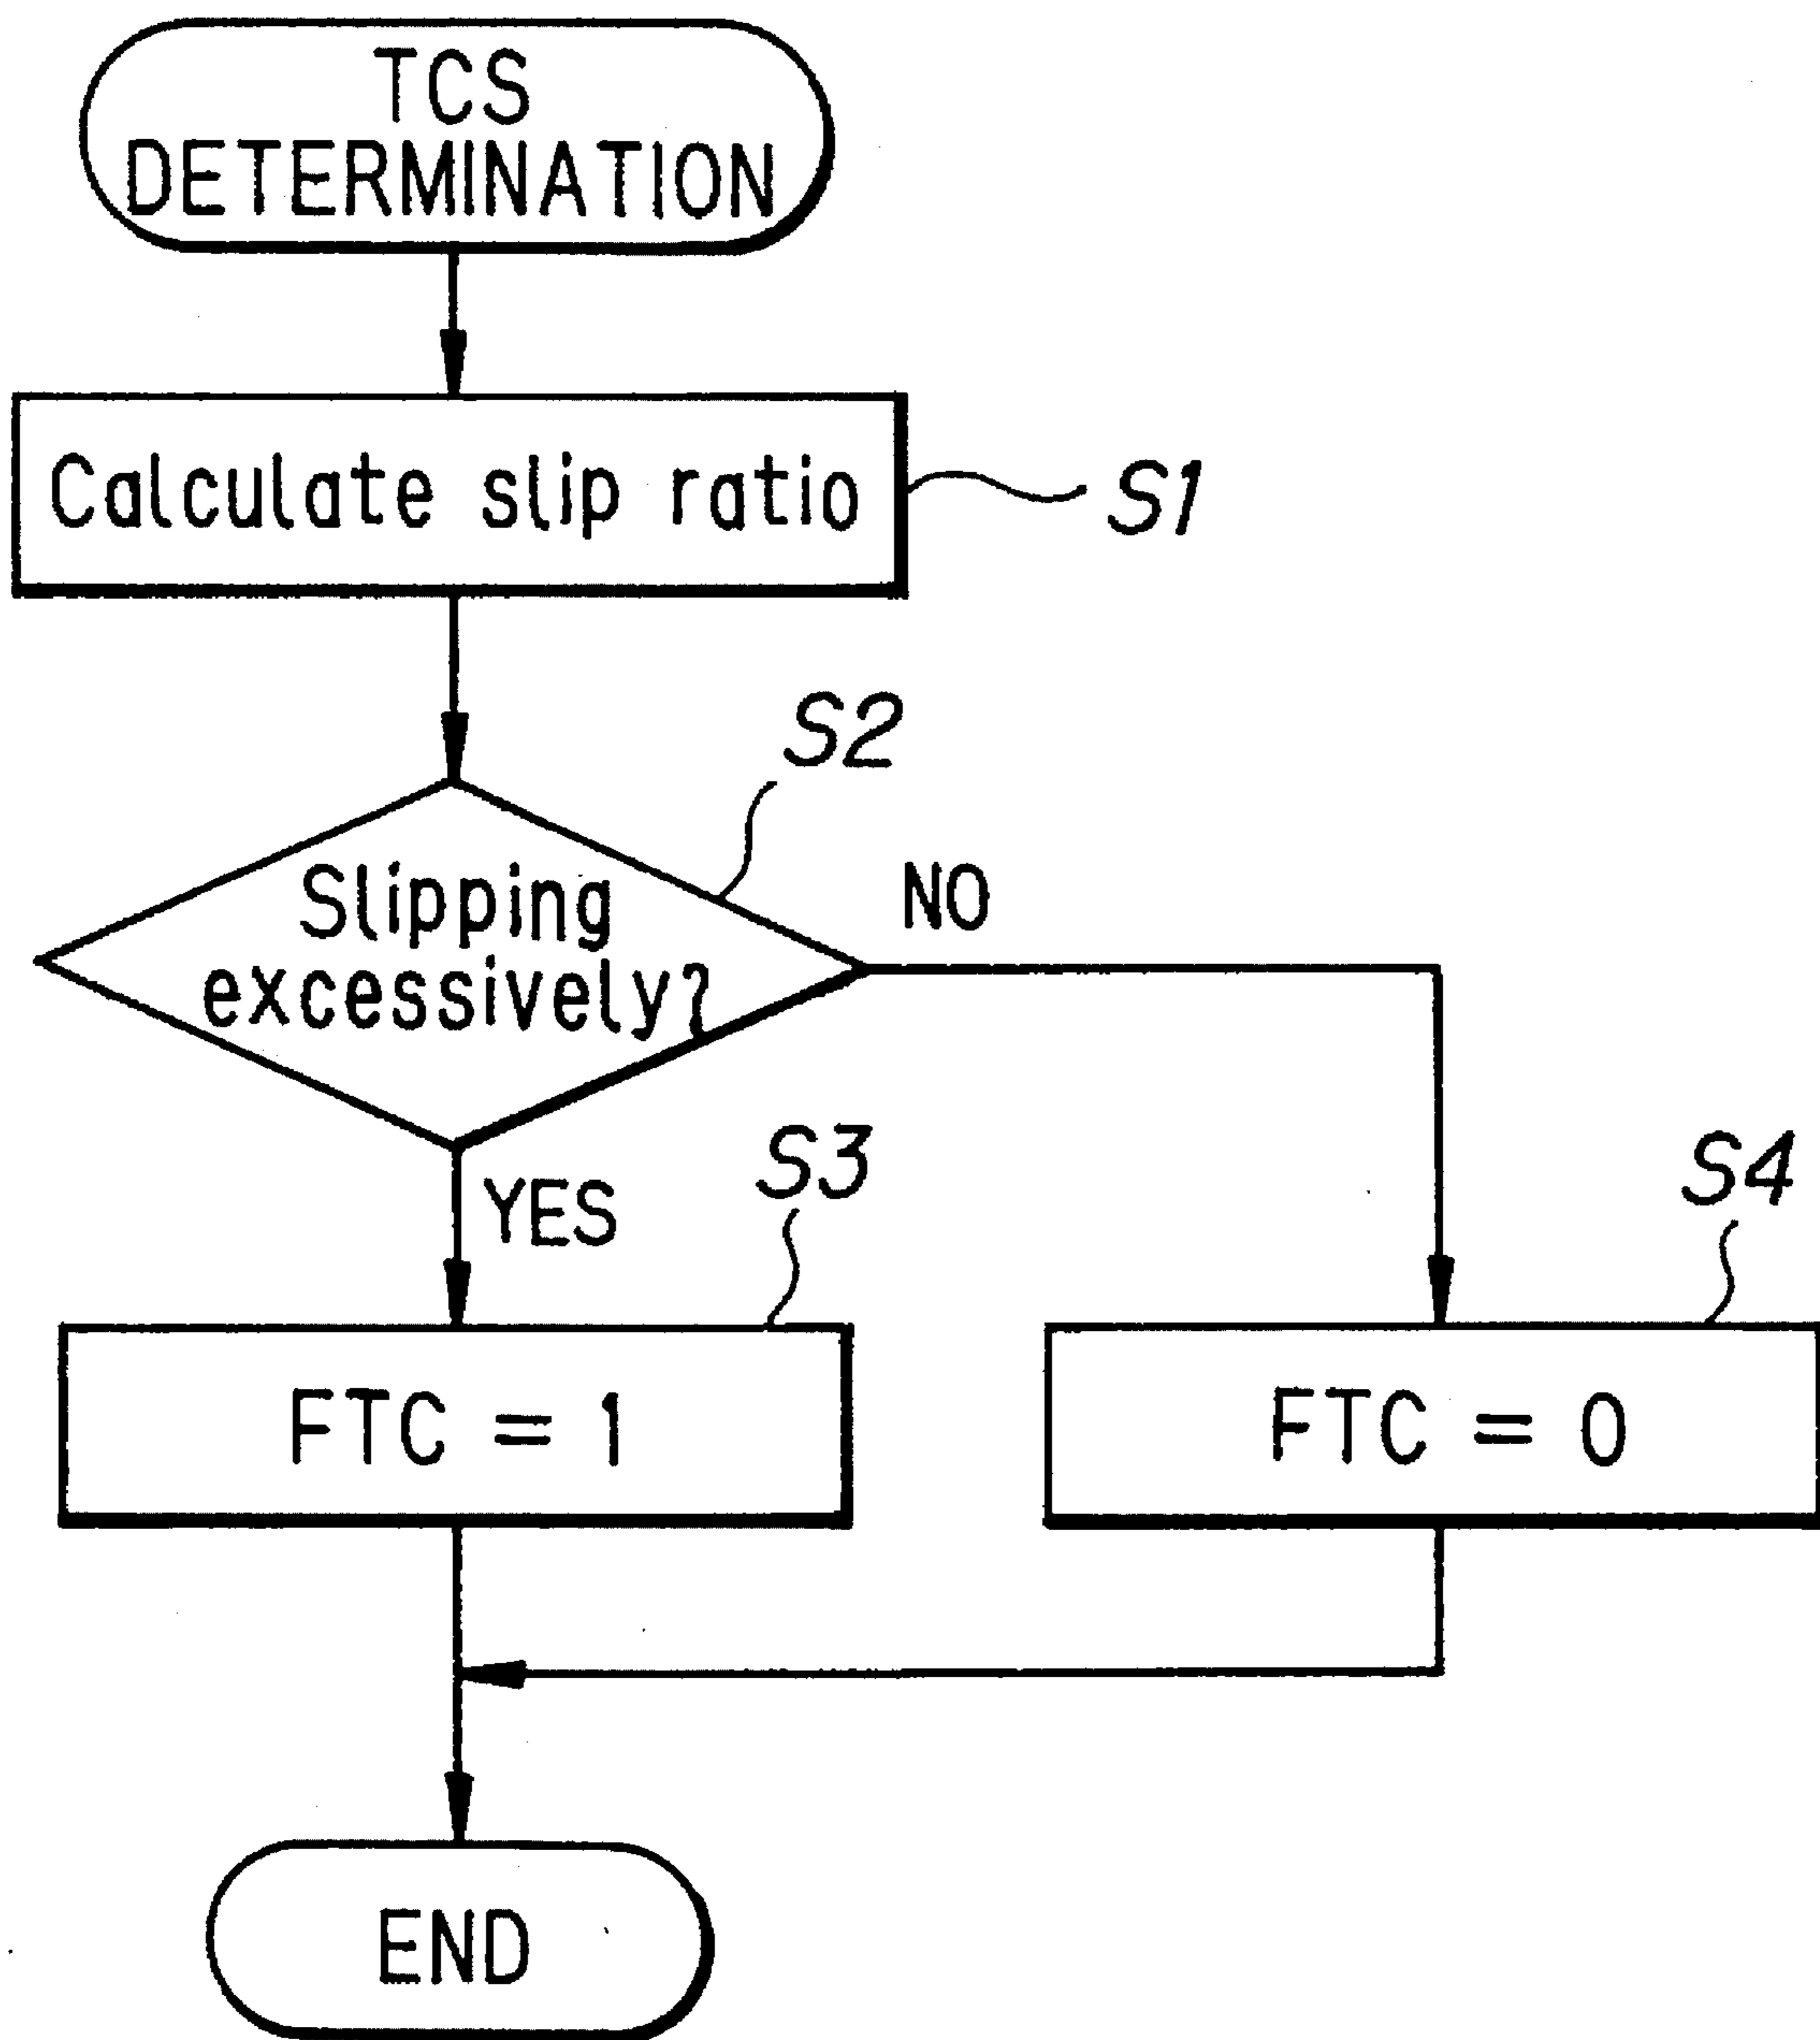 TCS
DETERMINATION
Calculate slip ratio
S1
S2
Slipping
excessively?
NO
YES
S3
S4
FTC = 1
FTC = 0
END